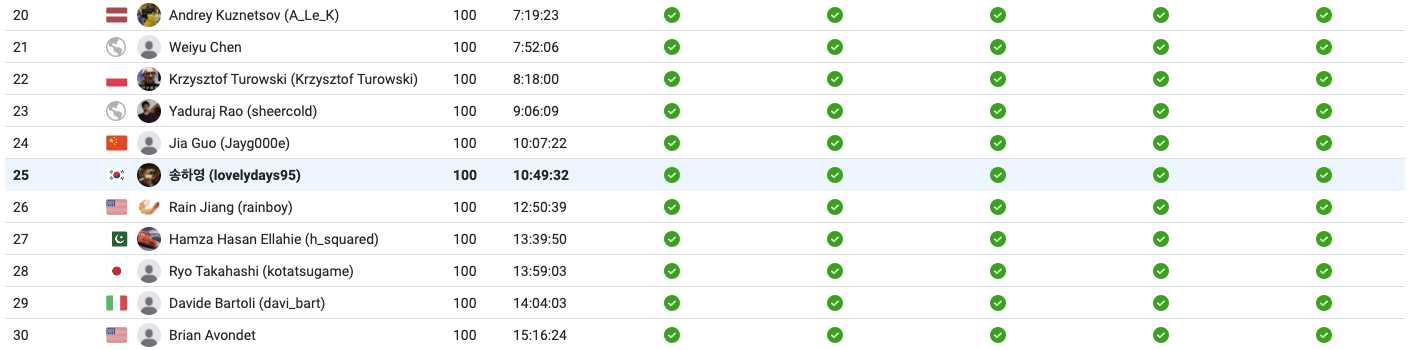 20 Andrey Kuznetsov (A_Le_K) 100 7:19:23
21 Weiyu Chen 100 7:52:06
22 Krzysztof Turowski (Krzysztof Turowski) 100 8:18:00
23 Yaduraj Rao (sheercold) 100 9:06:09
24 Jia Guo (Jayg000e) 100 10:07:22
25 송하영 (lovelydays95) 100 10:49:32
26 Rain Jiang (rainboy) 100 12:50:39
27 Hamza Hasan Ellahie (h_squared) 100 13:39:50
28 Ryo Takahashi (kotatsugame) 100 13:59:03
29 Davide Bartoli (davi_bart) 100 14:04:03
30 Brian Avondet 100 15:16:24